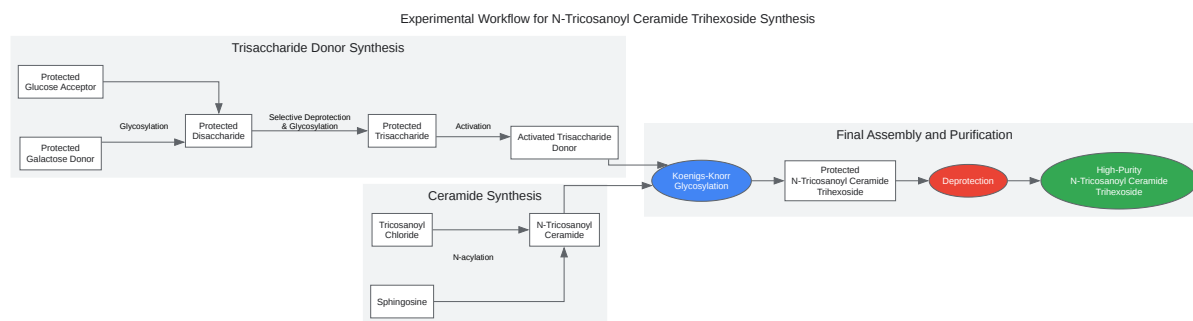 Experimental Workflow for N-Tricosanoyl Ceramide Trihexoside Synthesis
Trisaccharide Donor Synthesis
Protected
Glucose Acceptor
Protected
Galactose Donor
Glycosylation
Protected
Disaccharide
Selective Deprotection
& Glycosylation
Protected
Trisaccharide
Activation
Activated Trisaccharide
Donor
Ceramide Synthesis
Tricosanoyl
Chloride
N-acylation
Sphingosine
N-Tricosanoyl
Ceramide
Final Assembly and Purification
Koenigs-Knorr
Glycosylation
Protected
N-Tricosanoyl Ceramide
Trihexoside
Deprotection
High-Purity
N-Tricosanoyl Ceramide
Trihexoside